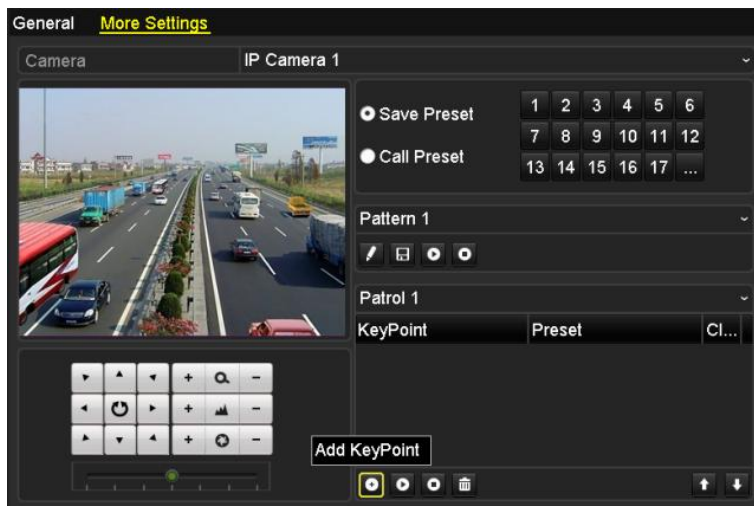 General More Settings
Camera IP Camera 1
Save Preset
1 2 3 4 5 6
7 8 9 10 11 12
Call Preset
13 14 15 16 17 ...
Pattern 1
Patrol 1
KeyPoint Preset Cl...
Add KeyPoint